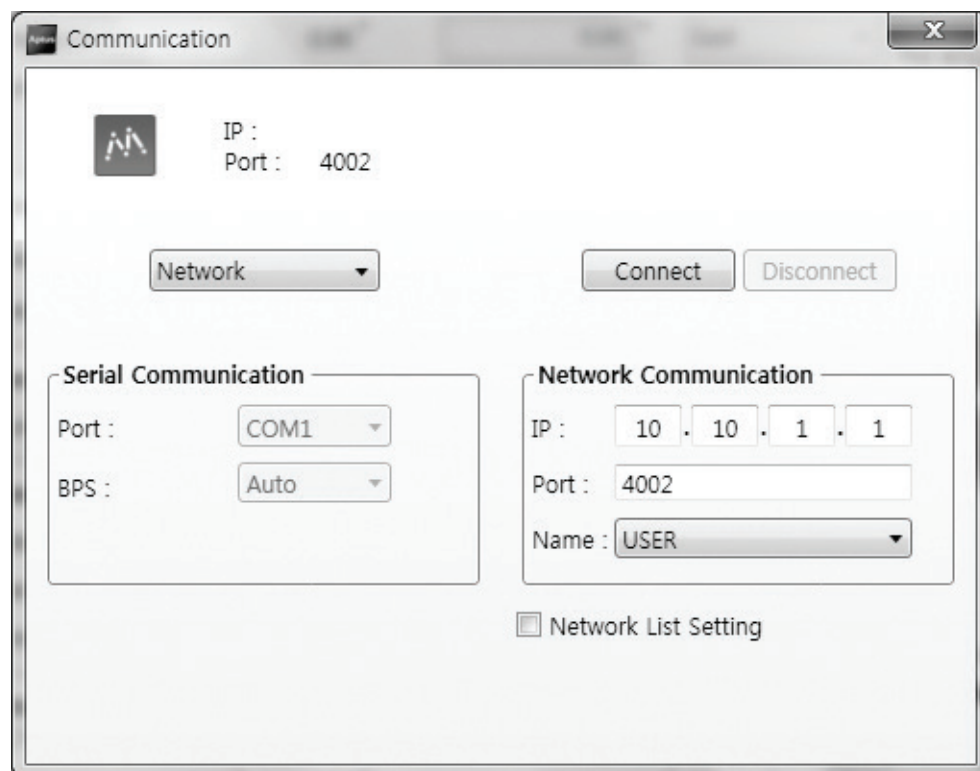 Communication
IP :
Port : 4002
Network
Connect Disconnect
Serial Communication
Port : COM1
BPS : Auto
Network Communication
IP : 10 . 10 . 1 . 1
Port : 4002
Name : USER
Network List Setting